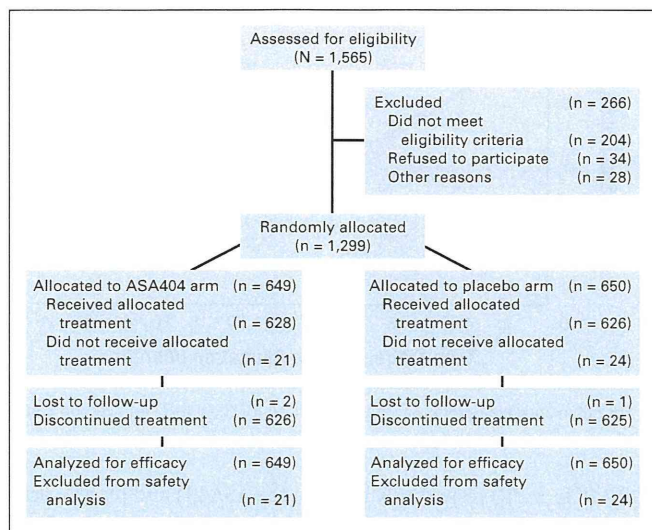 Assessed for eligibility
(N = 1,565)
Excluded (n = 266)
Did not meet
eligibility criteria (n = 204)
Refused to participate (n = 34)
Other reasons (n = 28)
Randomly allocated
(n = 1,299)
Allocated to ASA404 arm (n = 649)
Received allocated
treatment (n = 628)
Did not receive allocated
treatment (n = 21)
Lost to follow-up (n = 2)
Discontinued treatment (n = 626)
Analyzed for efficacy (n = 649)
Excluded from safety
analysis (n = 21)
Allocated to placebo arm (n = 650)
Received allocated
treatment (n = 626)
Did not receive allocated
treatment (n = 24)
Lost to follow-up (n = 1)
Discontinued treatment (n = 625)
Analyzed for efficacy (n = 650)
Excluded from safety
analysis (n = 24)